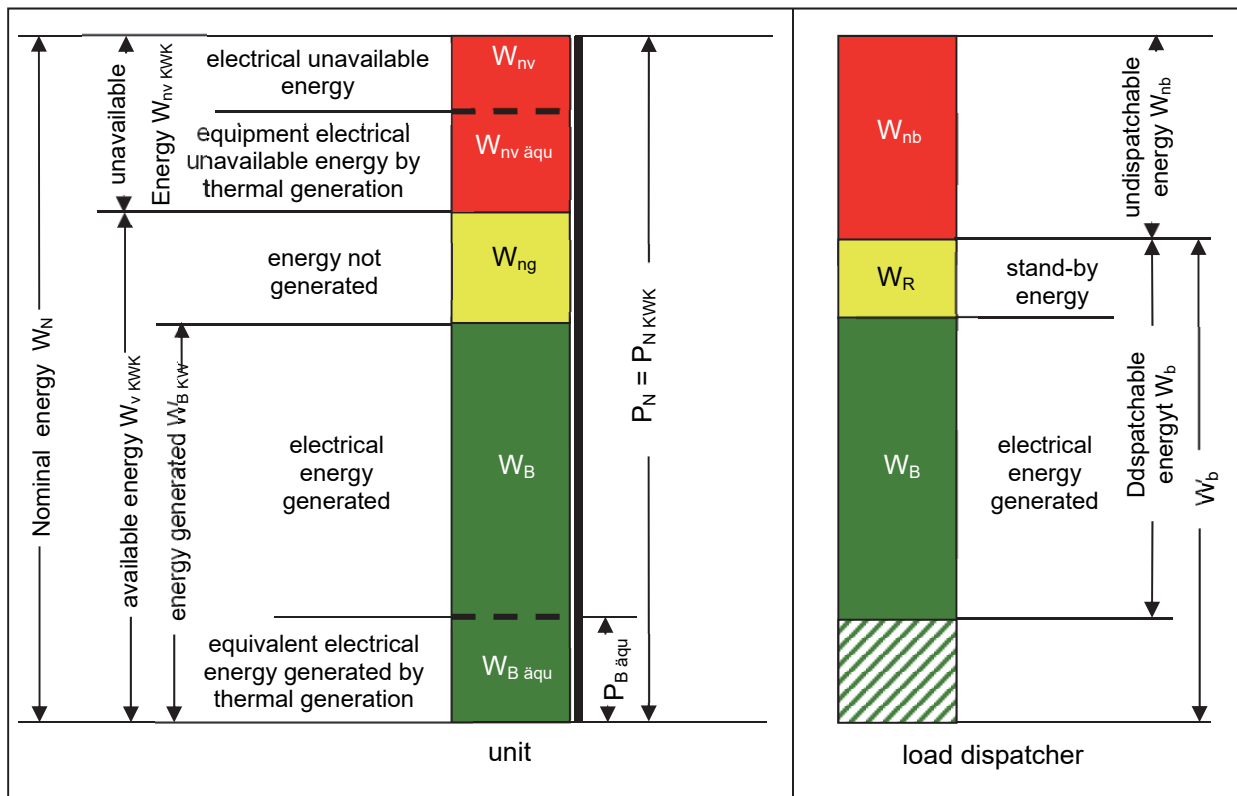 Nominal energy W_N
unavailable
Energy W_nv KWK
available energy W_v KWK
energy generated W_B KW
electrical unavailable
energy
equipment electrical
unavailable energy by
thermal generation
energy not
generated
electrical
energy
generated
equivalent electrical
energy generated by
thermal generation
W_nv
W_nv äqu
W_ng
W_B
W_B äqu
P_B äqu
P_N = P_N KWK
unit
W_nb
W_R
W_B
stand-by
energy
electrical
energy
generated
undispatchable
energy W_nb
Ddspatchable
energyt W_b
W_b
load dispatcher